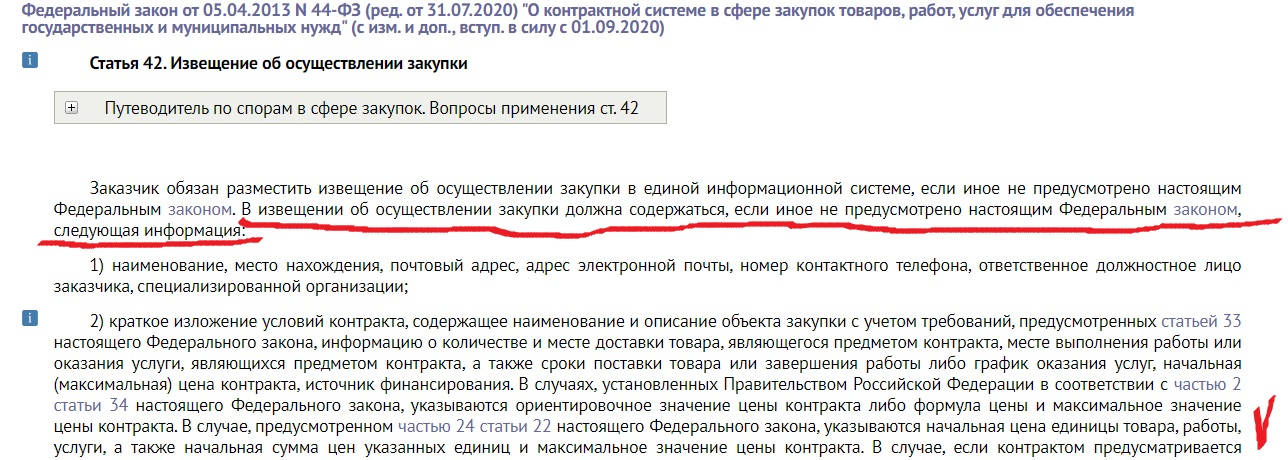 Федеральный закон от 05.04.2013 N 44-ФЗ (ред. от 31.07.2020) "О контрактной системе в сфере закупок товаров, работ, услуг для обеспечения
государственных и муниципальных нужд" (с изм. и доп., вступ. в силу с 01.09.2020)
Статья 42. Извещение об осуществлении закупки
Путеводитель по спорам в сфере закупок. Вопросы применения ст. 42
Заказчик обязан разместить извещение об осуществлении закупки в единой информационной системе, если иное не предусмотрено настоящим
Федеральным законом. В извещении об осуществлении закупки должна содержаться, если иное не предусмотрено настоящим Федеральным законом,
следующая информация:
1) наименование, место нахождения, почтовый адрес, адрес электронной почты, номер контактного телефона, ответственное должностное лицо
заказчика, специализированной организации;
2) краткое изложение условий контракта, содержащее наименование и описание объекта закупки с учетом требований, предусмотренных статьей 33
настоящего Федерального закона, информацию о количестве и месте доставки товара, являющегося предметом контракта, месте выполнения работы или
оказания услуги, являющихся предметом контракта, а также сроки поставки товара или завершения работы либо график оказания услуг, начальная
(максимальная) цена контракта, источник финансирования. В случаях, установленных Правительством Российской Федерации в соответствии с частью 2
статьи 34 настоящего Федерального закона, указываются ориентировочное значение цены контракта либо формула цены и максимальное значение
цены контракта. В случае, предусмотренном частью 24 статьи 22 настоящего Федерального закона, указываются начальная цена единицы товара, работы,
услуги, а также начальная сумма цен указанных единиц и максимальное значение цены контракта. В случае, если контрактом предусматривается